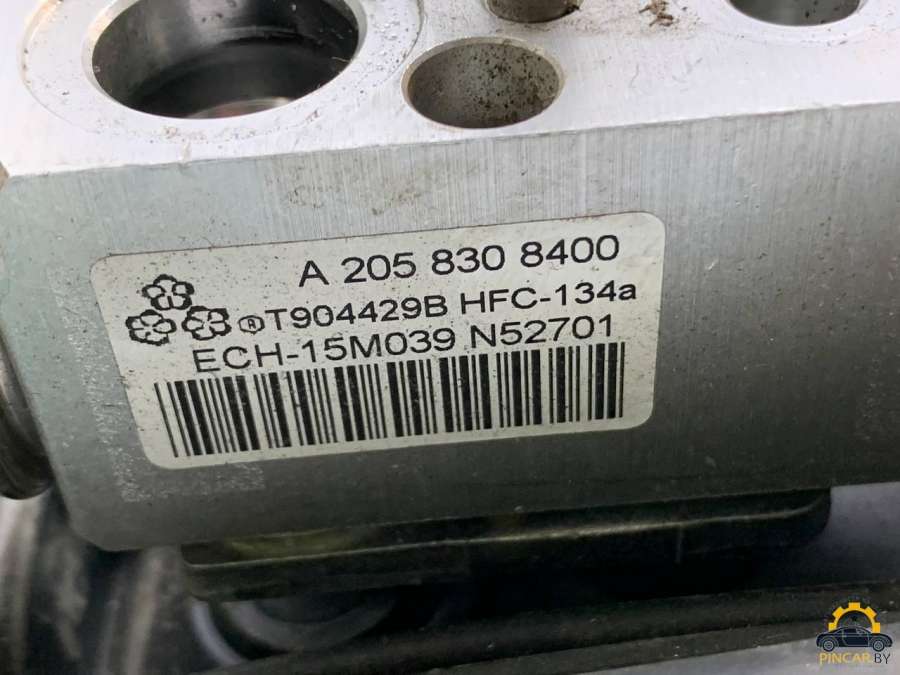 A 205 830 8400
®T904429B HFC-134a
ECH-15M039 N52701
PINCAR.BY